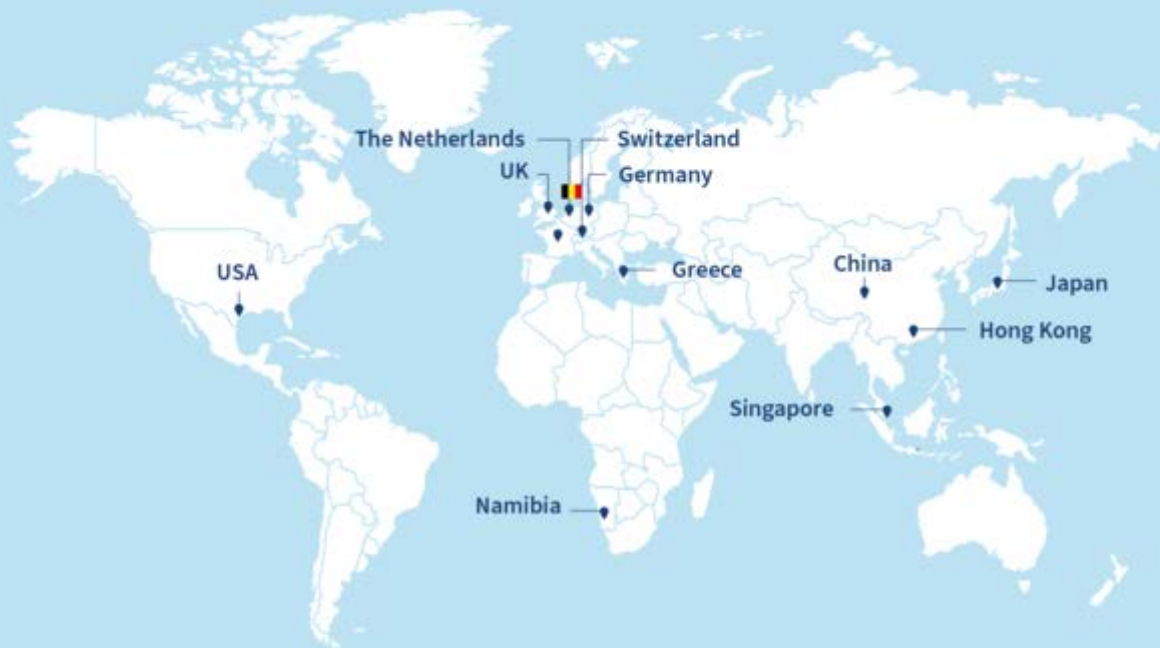 The Netherlands
Switzerland
UK
Germany
USA
Greece
China
Japan
Hong Kong
Singapore
Namibia